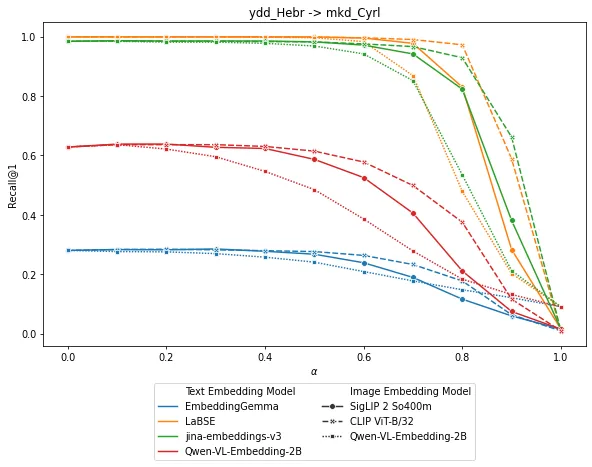 ydd_Hebr -> mkd_Cyrl
Recall@1
1.0
0.8
0.6
0.4
0.2
0.0
0.0 0.2 0.4 0.6 0.8 1.0
α
Text Embedding Model
EmbeddingGemma
LaBSE
jina-embeddings-v3
Qwen-VL-Embedding-2B
Image Embedding Model
SigLIP 2 So400m
CLIP ViT-B/32
Qwen-VL-Embedding-2B